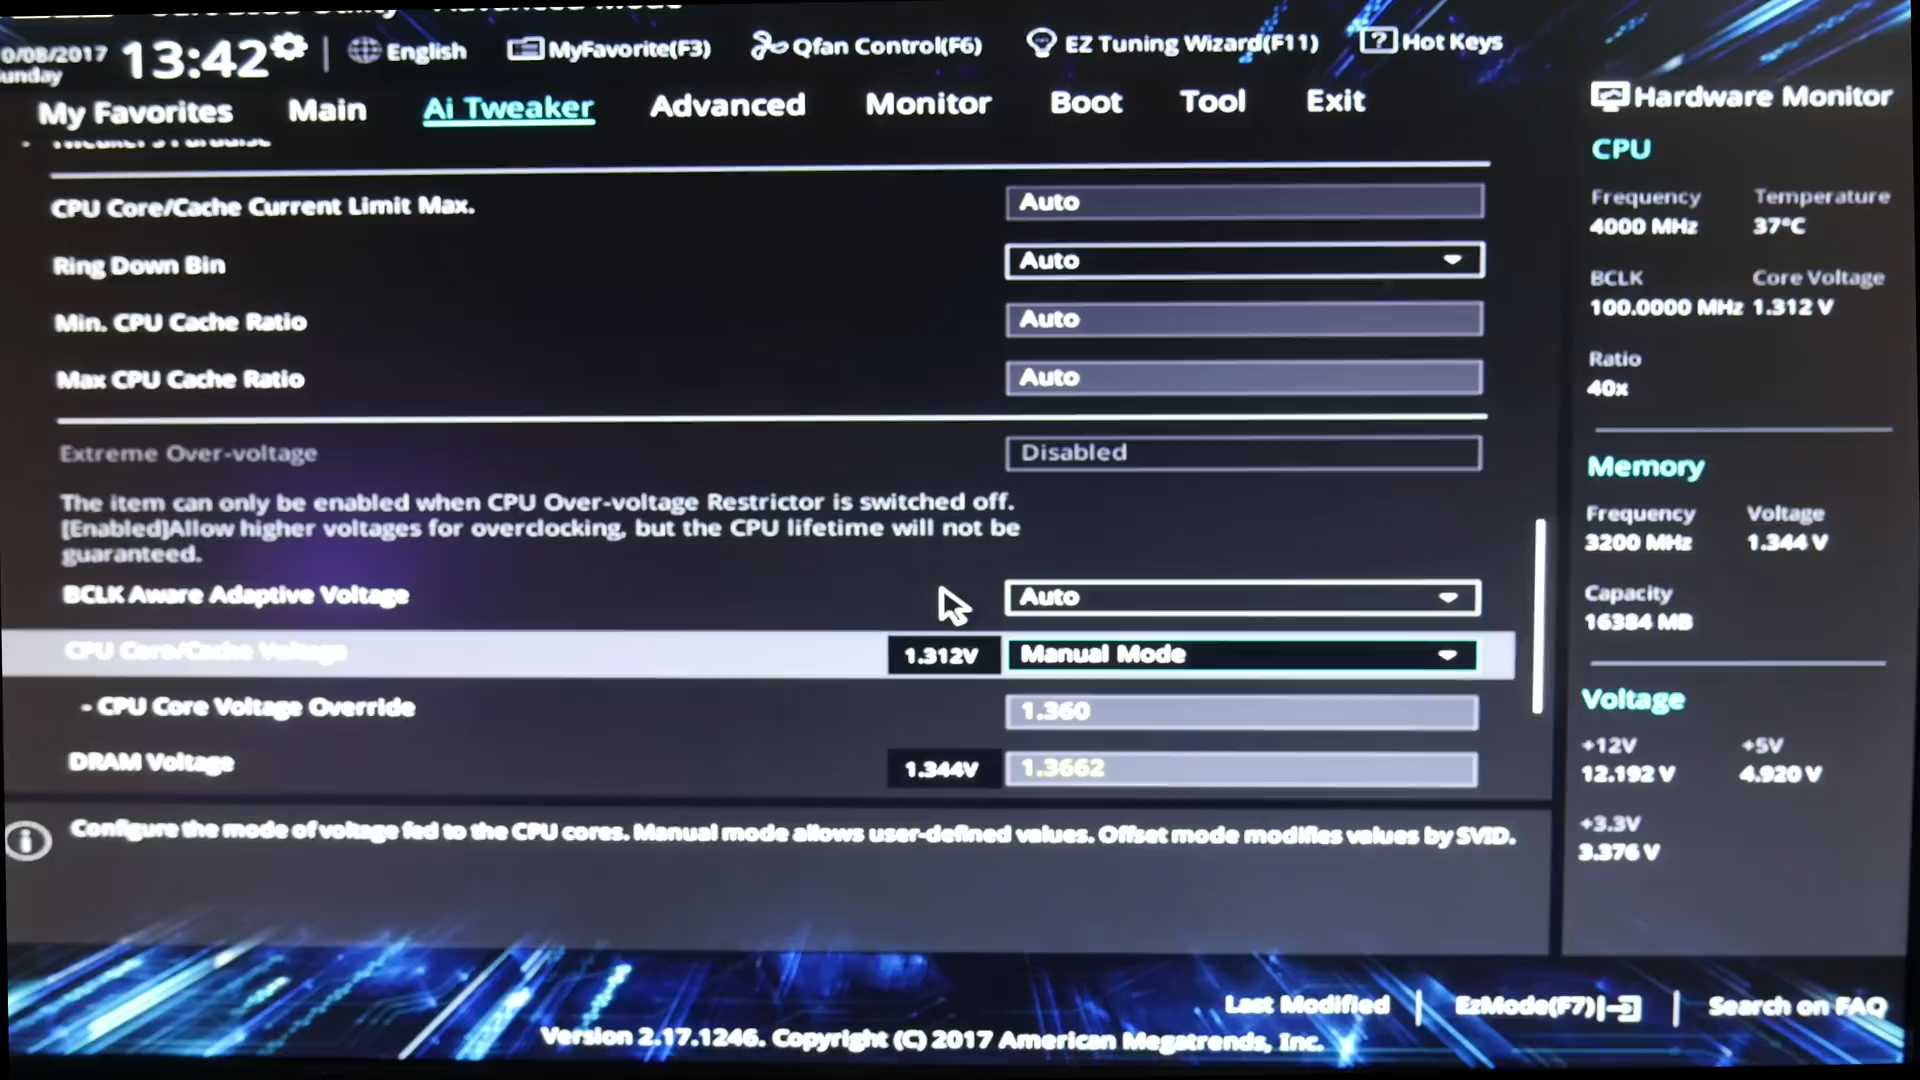 0/08/2017
unday
13:42
English
MyFavorite(F3)
Qfan Control(F6)
EZ Tuning Wizard(F11)
Hot Keys
My Favorites
Main
Ai Tweaker
Advanced
Monitor
Boot
Tool
Exit
Hardware Monitor
CPU Core/Cache Current Limit Max.
Auto
Ring Down Bin
Auto
Min. CPU Cache Ratio
Auto
Max CPU Cache Ratio
Auto
Extreme Over-voltage
Disabled
The item can only be enabled when CPU Over-voltage Restrictor is switched off.
[Enabled]Allow higher voltages for overclocking, but the CPU lifetime will not be
guaranteed.
BCLK Aware Adaptive Voltage
Auto
CPU Core/Cache Voltage
1.312V
Manual Mode
- CPU Core Voltage Override
1.360
DRAM Voltage
1.344V
1.3662
Configure the mode of voltage fed to the CPU cores. Manual mode allows user-defined values. Offset mode modifies values by SVID.
CPU
Frequency
Temperature
4000 MHz
37°C
BCLK
Core Voltage
100.0000 MHz
1.312 V
Ratio
40x
Memory
Frequency
Voltage
3200 MHz
1.344 V
Capacity
16384 MB
Voltage
+12V
+5V
12.192 V
4.920 V
+3.3V
3.376 V
Last Modified
EzMode(F7)
Search on FAQ
Version 2.17.1246. Copyright (C) 2017 American Megatrends, Inc.